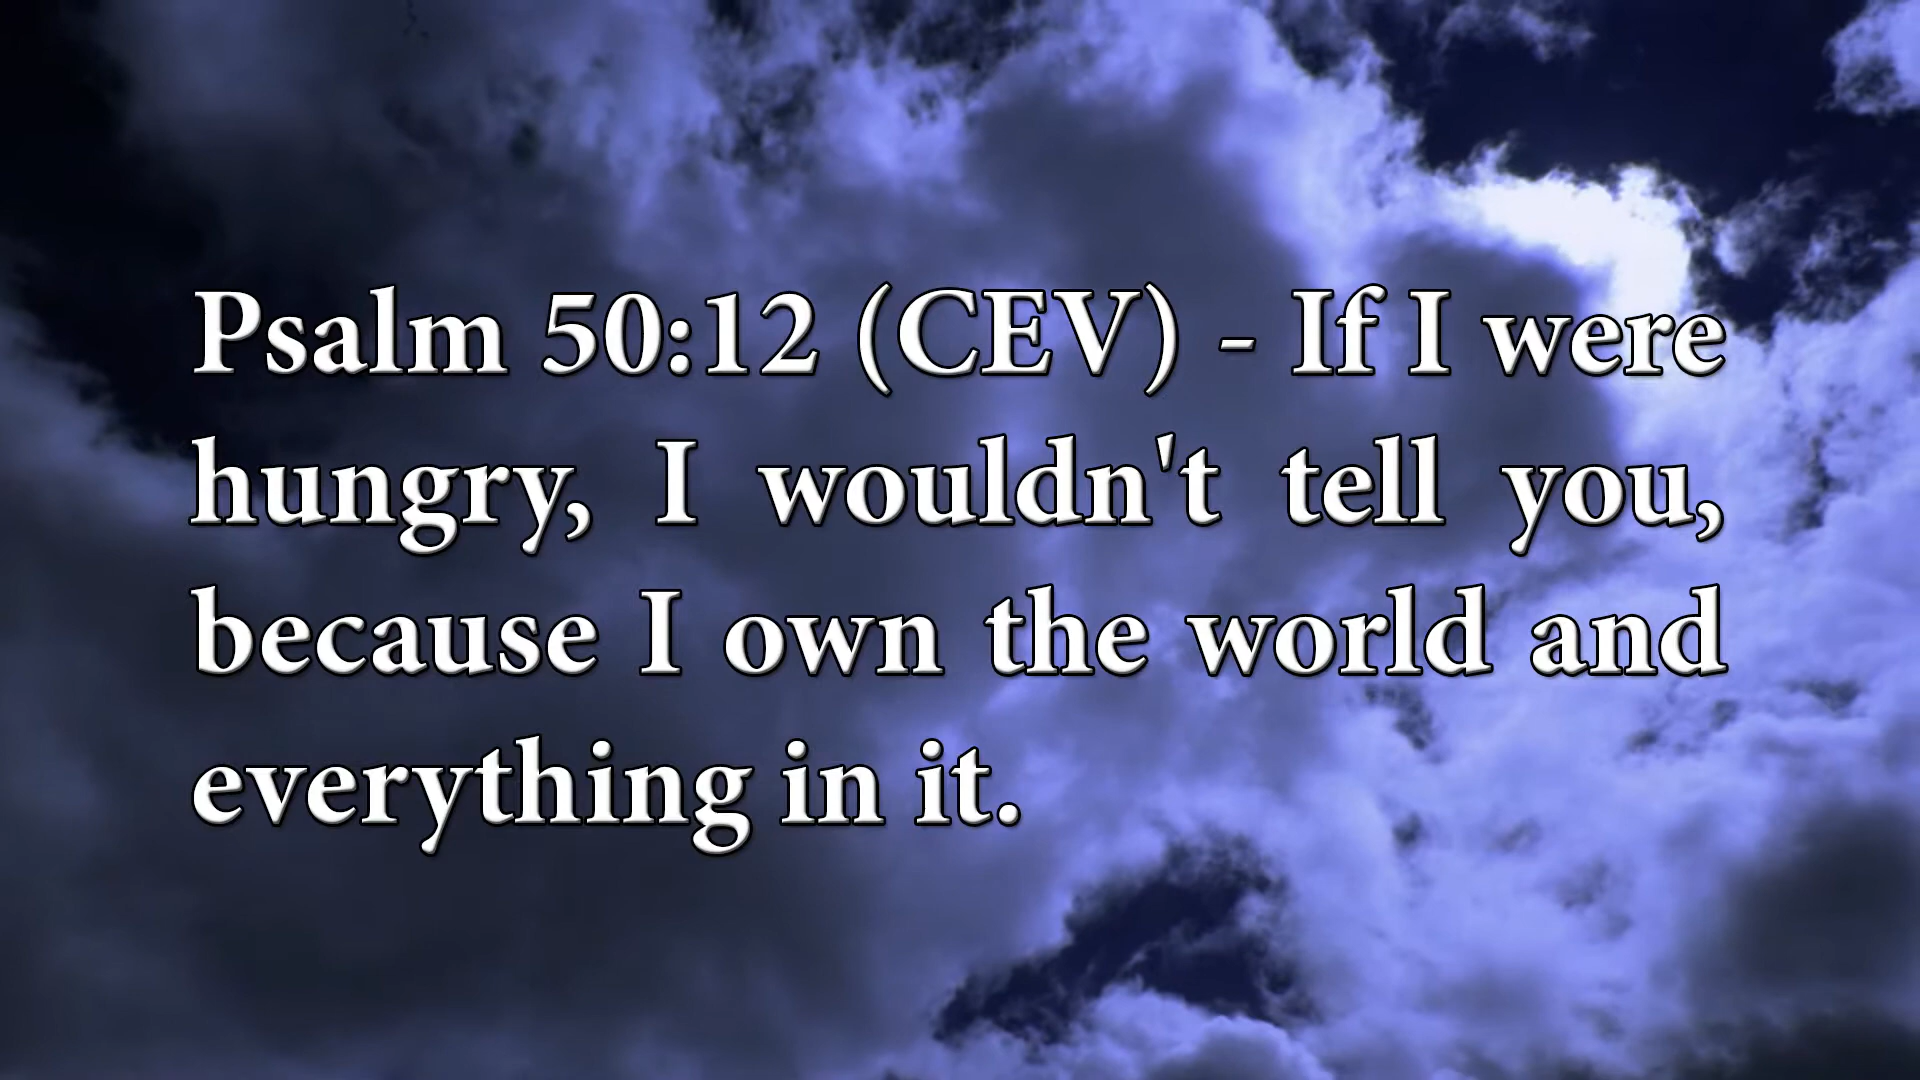 Psalm 50:12 (CEV) - If I were
hungry, I wouldn't tell you,
because I own the world and
everything in it.